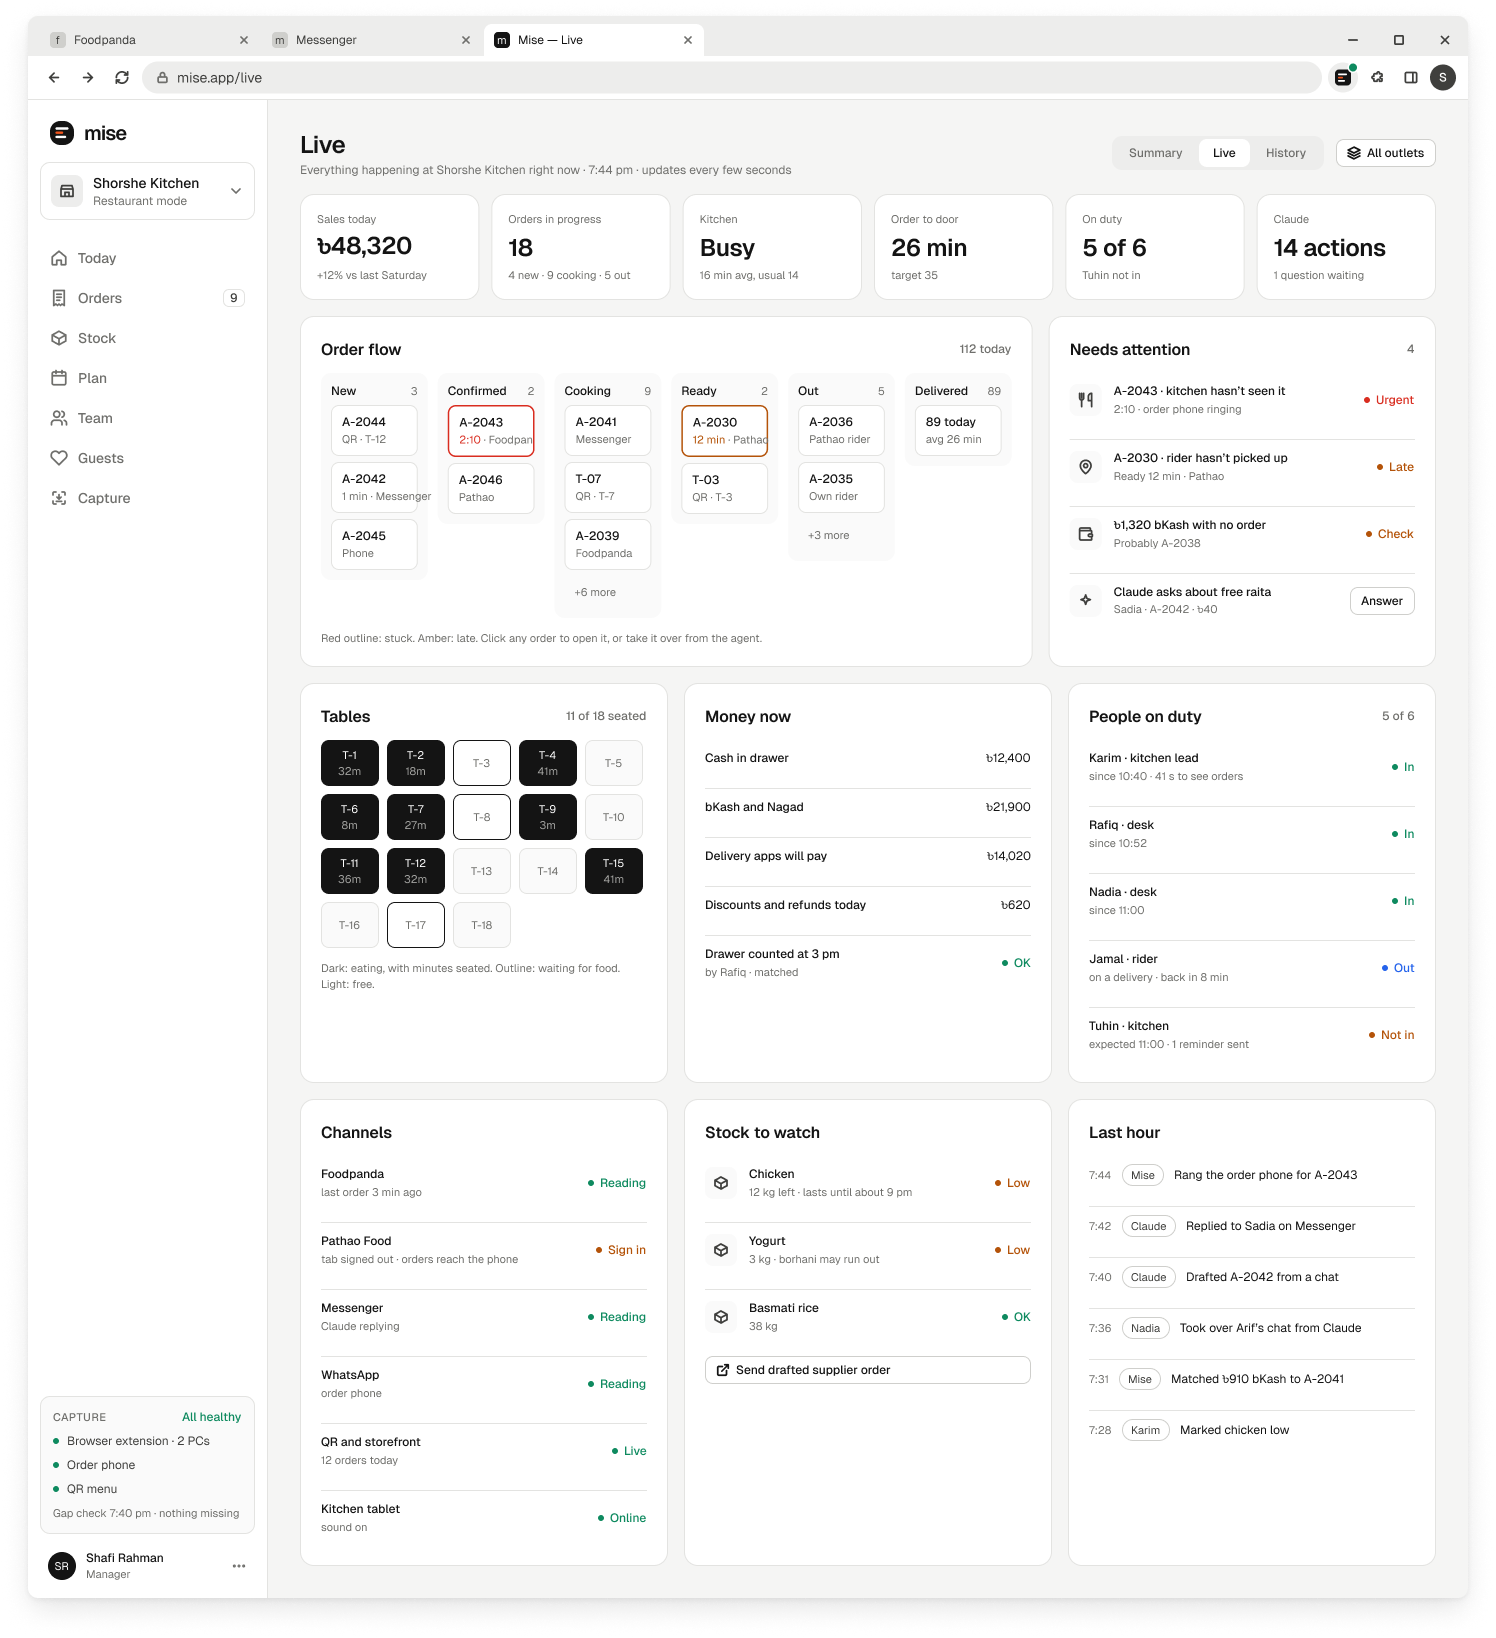 f Foodpanda
m Messenger
m Mise — Live
mise.app/live
S
mise
Shorshe Kitchen
Restaurant mode
Today
Orders 9
Stock
Plan
Team
Guests
Capture
CAPTURE All healthy
Browser extension · 2 PCs
Order phone
QR menu
Gap check 7:40 pm · nothing missing
SR
Shafi Rahman
Manager
Live
Everything happening at Shorshe Kitchen right now · 7:44 pm · updates every few seconds
Summary Live History
All outlets
Sales today
৳48,320
+12% vs last Saturday
Orders in progress
18
4 new · 9 cooking · 5 out
Kitchen
Busy
16 min avg, usual 14
Order to door
26 min
target 35
On duty
5 of 6
Tuhin not in
Claude
14 actions
1 question waiting
Order flow 112 today
New 3
A-2044
QR · T-12
A-2042
1 min · Messenger
A-2045
Phone
Confirmed 2
A-2043
2:10 · Foodpan
A-2046
Pathao
Cooking 9
A-2041
Messenger
T-07
QR · T-7
A-2039
Foodpanda
+6 more
Ready 2
A-2030
12 min · Pathao
T-03
QR · T-3
Out 5
A-2036
Pathao rider
A-2035
Own rider
+3 more
Delivered 89
89 today
avg 26 min
Red outline: stuck. Amber: late. Click any order to open it, or take it over from the agent.
Needs attention 4
A-2043 · kitchen hasn’t seen it
2:10 · order phone ringing
Urgent
A-2030 · rider hasn’t picked up
Ready 12 min · Pathao
Late
৳1,320 bKash with no order
Probably A-2038
Check
Claude asks about free raita
Sadia · A-2042 · ৳40
Answer
Tables 11 of 18 seated
T-1
32m
T-2
18m
T-3
T-4
41m
T-5
T-6
8m
T-7
27m
T-8
T-9
3m
T-10
T-11
36m
T-12
32m
T-13
T-14
T-15
41m
T-16
T-17
T-18
Dark: eating, with minutes seated. Outline: waiting for food.
Light: free.
Money now
Cash in drawer ৳12,400
bKash and Nagad ৳21,900
Delivery apps will pay ৳14,020
Discounts and refunds today ৳620
Drawer counted at 3 pm
by Rafiq · matched
OK
People on duty 5 of 6
Karim · kitchen lead
since 10:40 · 41 s to see orders
In
Rafiq · desk
since 10:52
In
Nadia · desk
since 11:00
In
Jamal · rider
on a delivery · back in 8 min
Out
Tuhin · kitchen
expected 11:00 · 1 reminder sent
Not in
Channels
Foodpanda
last order 3 min ago
Reading
Pathao Food
tab signed out · orders reach the phone
Sign in
Messenger
Claude replying
Reading
WhatsApp
order phone
Reading
QR and storefront
12 orders today
Live
Kitchen tablet
sound on
Online
Stock to watch
Chicken
12 kg left · lasts until about 9 pm
Low
Yogurt
3 kg · borhani may run out
Low
Basmati rice
38 kg
OK
Send drafted supplier order
Last hour
7:44 Mise Rang the order phone for A-2043
7:42 Claude Replied to Sadia on Messenger
7:40 Claude Drafted A-2042 from a chat
7:36 Nadia Took over Arif’s chat from Claude
7:31 Mise Matched ৳910 bKash to A-2041
7:28 Karim Marked chicken low